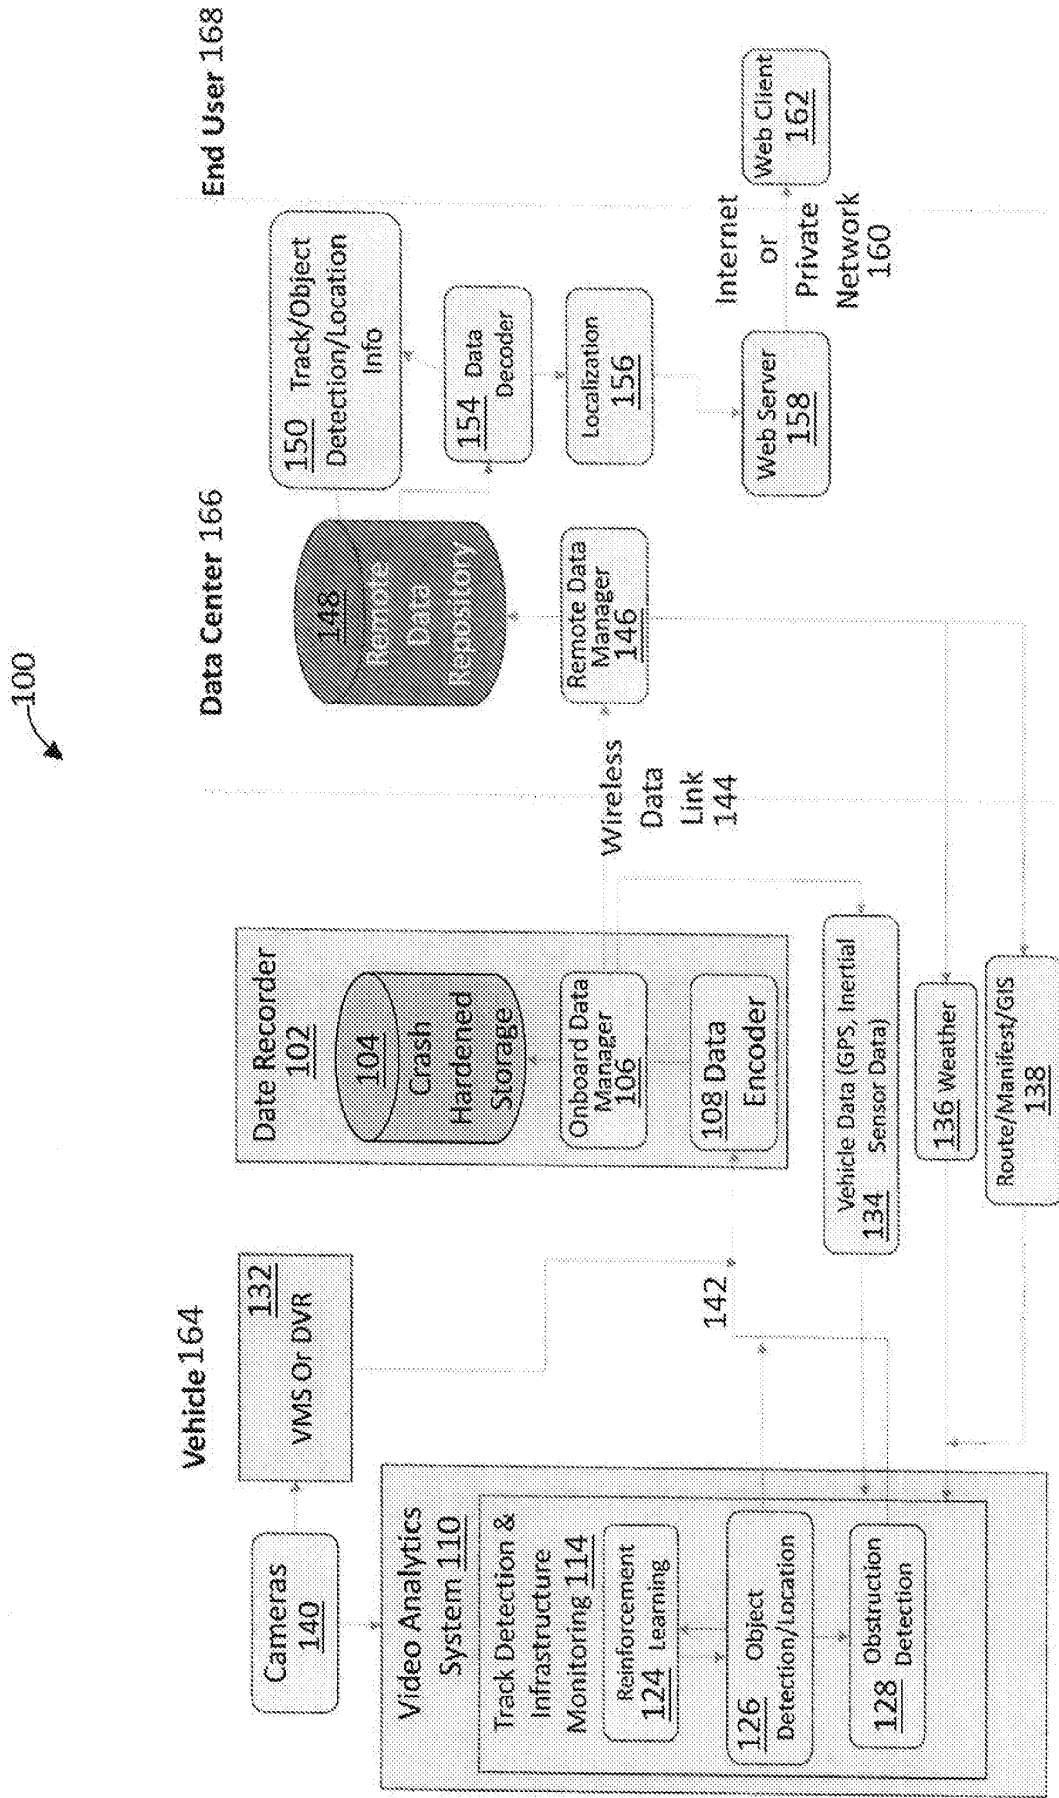 100
Vehicle 164
Data Center 166
End User 168
Cameras
140
132
VMS Or DVR
Video Analytics
System 110
Track Detection &
Infrastructure
Monitoring 114
Reinforcement
124 Learning
126 Object
Detection/Location
128 Obstruction
Detection
142
Date Recorder
102
104
Crash
Hardened
Storage
Onboard Data
Manager
106
108 Data
Encoder
Vehicle Data (GPS, Inertial
134 Sensor Data)
136 Weather
Route/Manifest/GIS
138
Wireless
Data
Link
144
148
Remote
Data
Repository
Remote Data
Manager
146
150 Track/Object
Detection/Location
Info
154 Data
Decoder
Localization
156
Web Server
158
Internet
or
Private
Network
160
Web Client
162